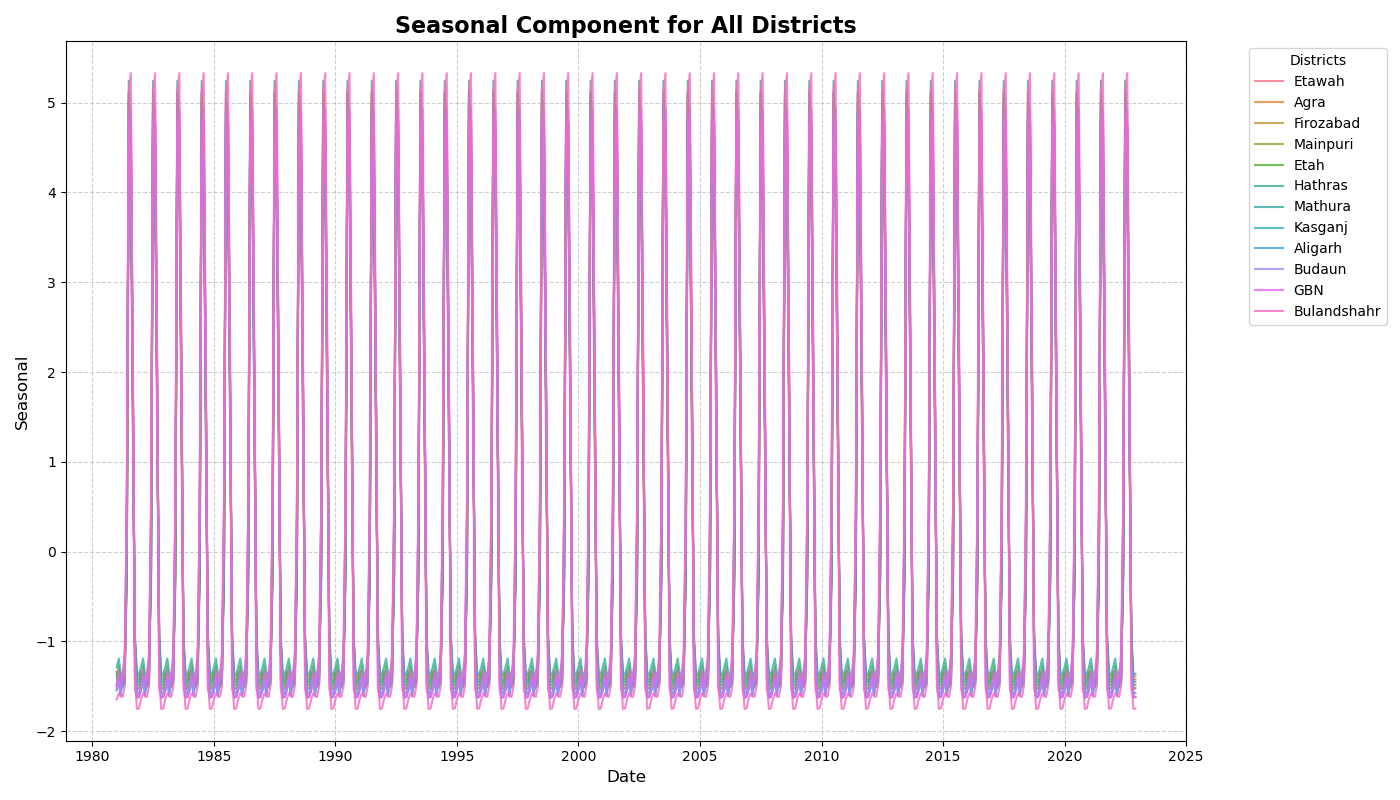 Seasonal Component for All Districts
Seasonal
5
4
3
2
1
0
−1
−2
1980
1985
1990
1995
2000
2005
2010
2015
2020
2025
Date
Districts
Etawah
Agra
Firozabad
Mainpuri
Etah
Hathras
Mathura
Kasganj
Aligarh
Budaun
GBN
Bulandshahr